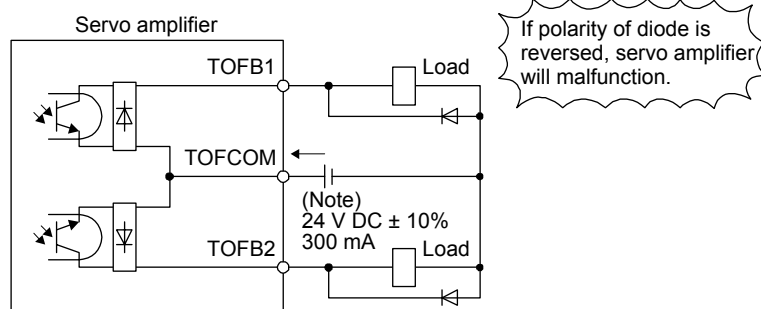 Servo amplifier
If polarity of diode is
reversed, servo amplifier
will malfunction.
TOFB1
Load
TOFCOM
(Note)
24 V DC ± 10%
300 mA
TOFB2
Load